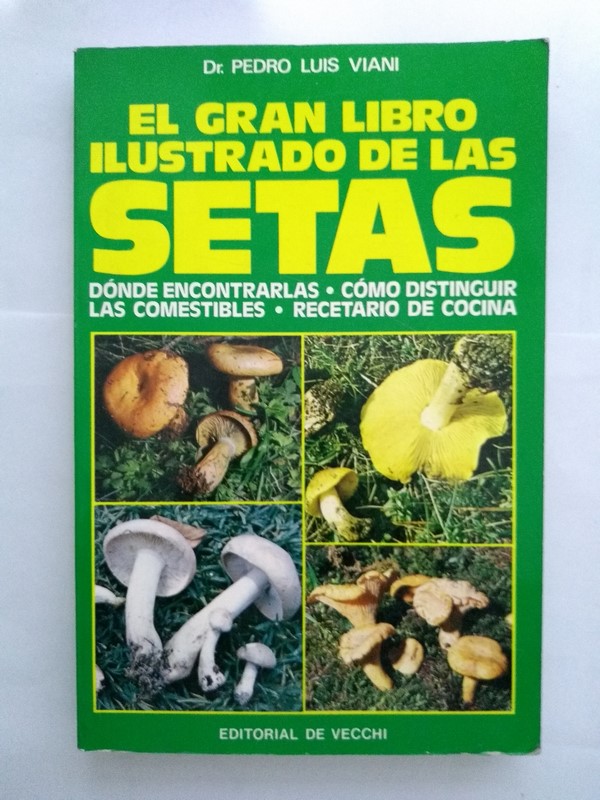 Dr. PEDRO LUIS VIANI
EL GRAN LIBRO
ILUSTRADO DE LAS
SETAS
DÓNDE ENCONTRARLAS • CÓMO DISTINGUIR
LAS COMESTIBLES • RECETARIO DE COCINA
EDITORIAL DE VECCHI